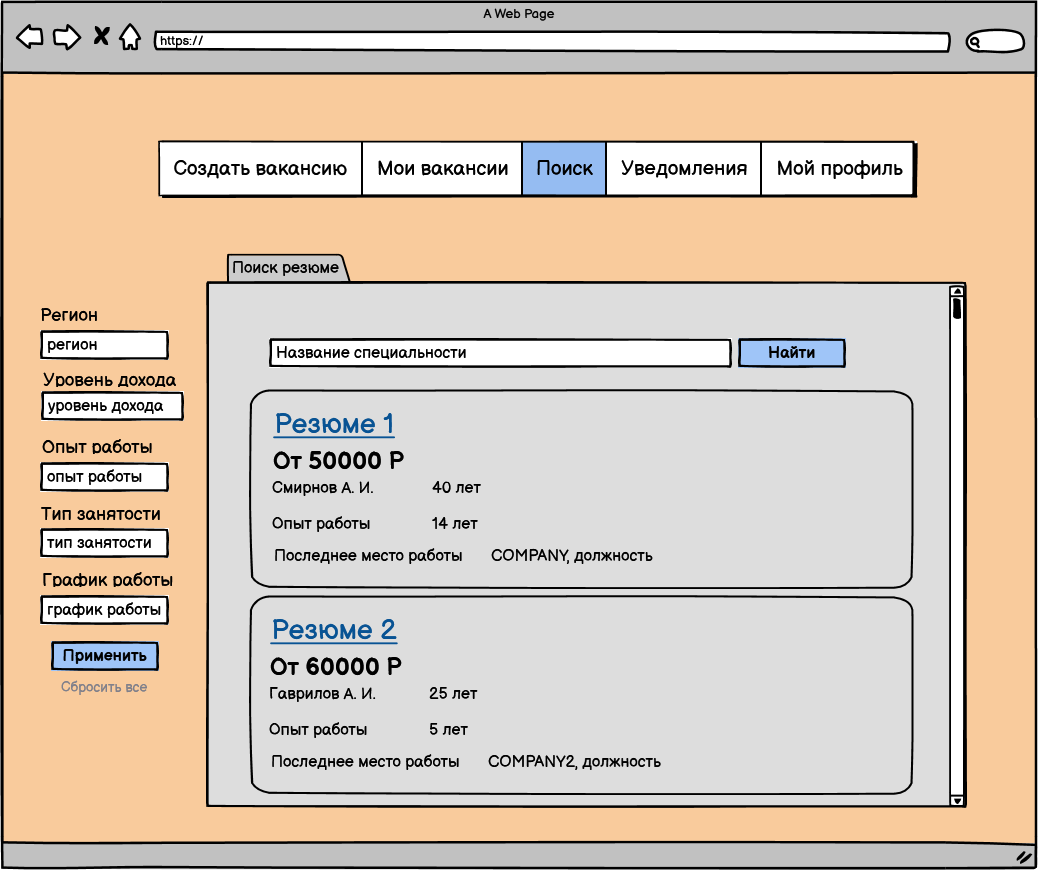 A Web Page
https://
Создать вакансию
Мои вакансии
Поиск
Уведомления
Мой профиль
Поиск резюме
Регион
регион
Уровень дохода
уровень дохода
Опыт работы
опыт работы
Тип занятости
тип занятости
График работы
график работы
Применить
Сбросить все
Название специальности
Найти
Резюме 1
От 50000 Р
Смирнов А. И. 40 лет
Опыт работы 14 лет
Последнее место работы COMPANY, должность
Резюме 2
От 60000 Р
Гаврилов А. И. 25 лет
Опыт работы 5 лет
Последнее место работы COMPANY2, должность